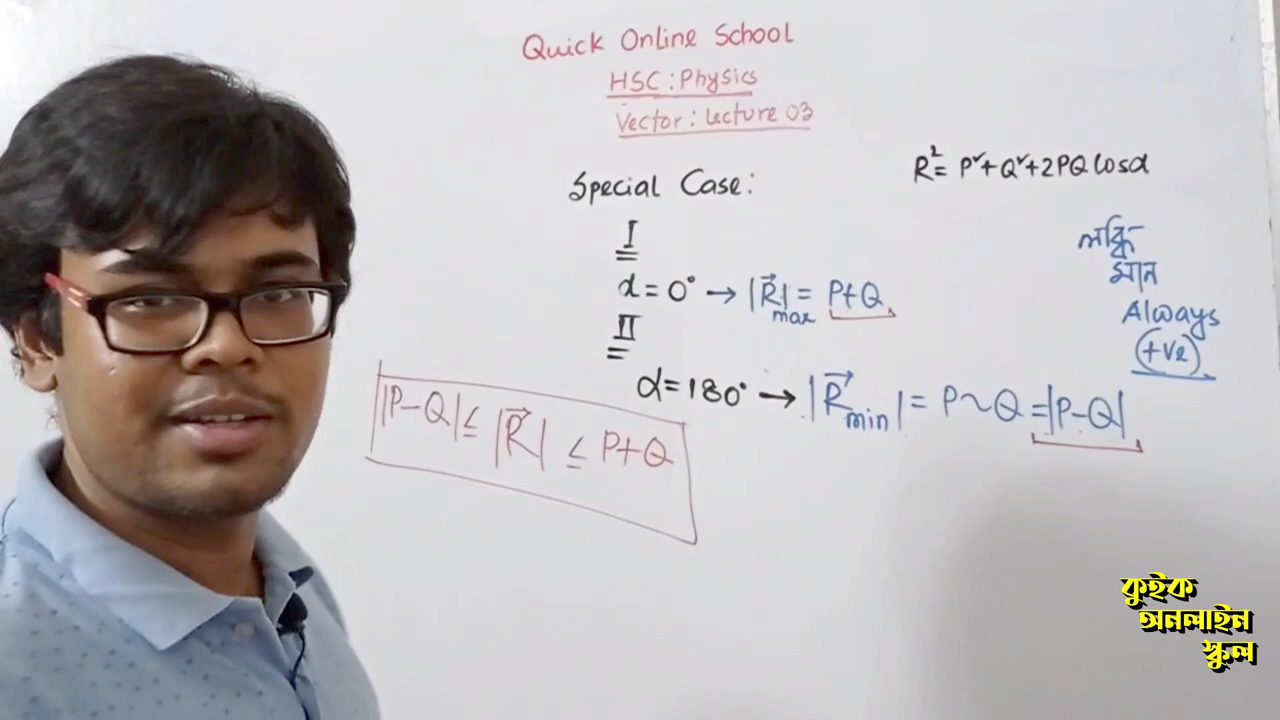 Quick Online School
HSC : Physics
Vector : Lecture 03
R² = P² + Q² + 2PQ Cosα
Special Case:
I
α = 0° → |R⃗|max = P+Q
II
α = 180° → |R⃗min| = P ~ Q = |P-Q|
লব্ধি
মান
Always
+ve
|P-Q| ≤ |R⃗| ≤ P+Q
কুইক
অনলাইন
স্কুল